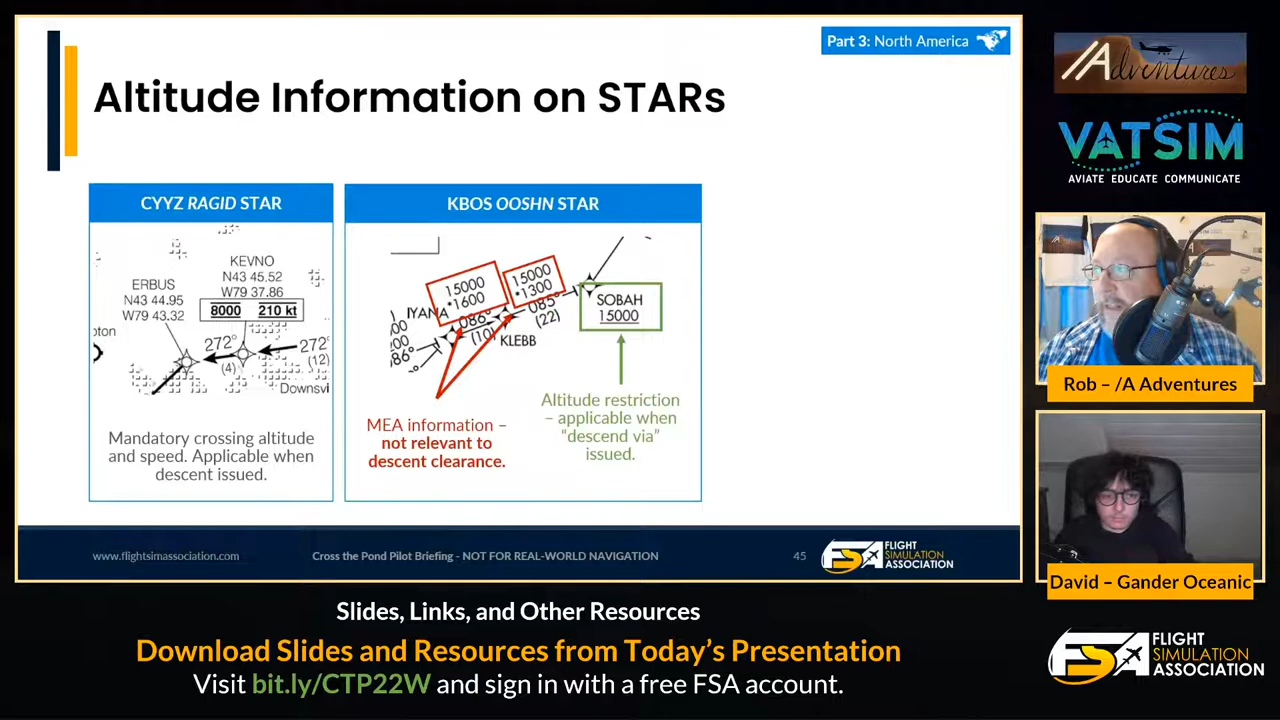 Part 3: North America
Altitude Information on STARs
CYYZ RAGID STAR
KEVNO
N43 45.52
W79 37.86
8000 210 kt
ERBUS
N43 44.95
W79 43.32
272°
(4)
272°
(12)
Downsvi
Mandatory crossing altitude
and speed. Applicable when
descent issued.
KBOS OOSHN STAR
15000
*1600
15000
*1300
IYANA
086°
(10)
085°
(22)
KLEBB
SOBAH
15000
MEA information –
not relevant to
descent clearance.
Altitude restriction
– applicable when
“descend via”
issued.
www.flightsimassociation.com
Cross the Pond Pilot Briefing - NOT FOR REAL-WORLD NAVIGATION
45
FSA FLIGHT
SIMULATION
ASSOCIATION
/Adventures
VATSIM
AVIATE EDUCATE COMMUNICATE
Rob – /A Adventures
David – Gander Oceanic
Slides, Links, and Other Resources
Download Slides and Resources from Today’s Presentation
Visit bit.ly/CTP22W and sign in with a free FSA account.
FSA FLIGHT
SIMULATION
ASSOCIATION